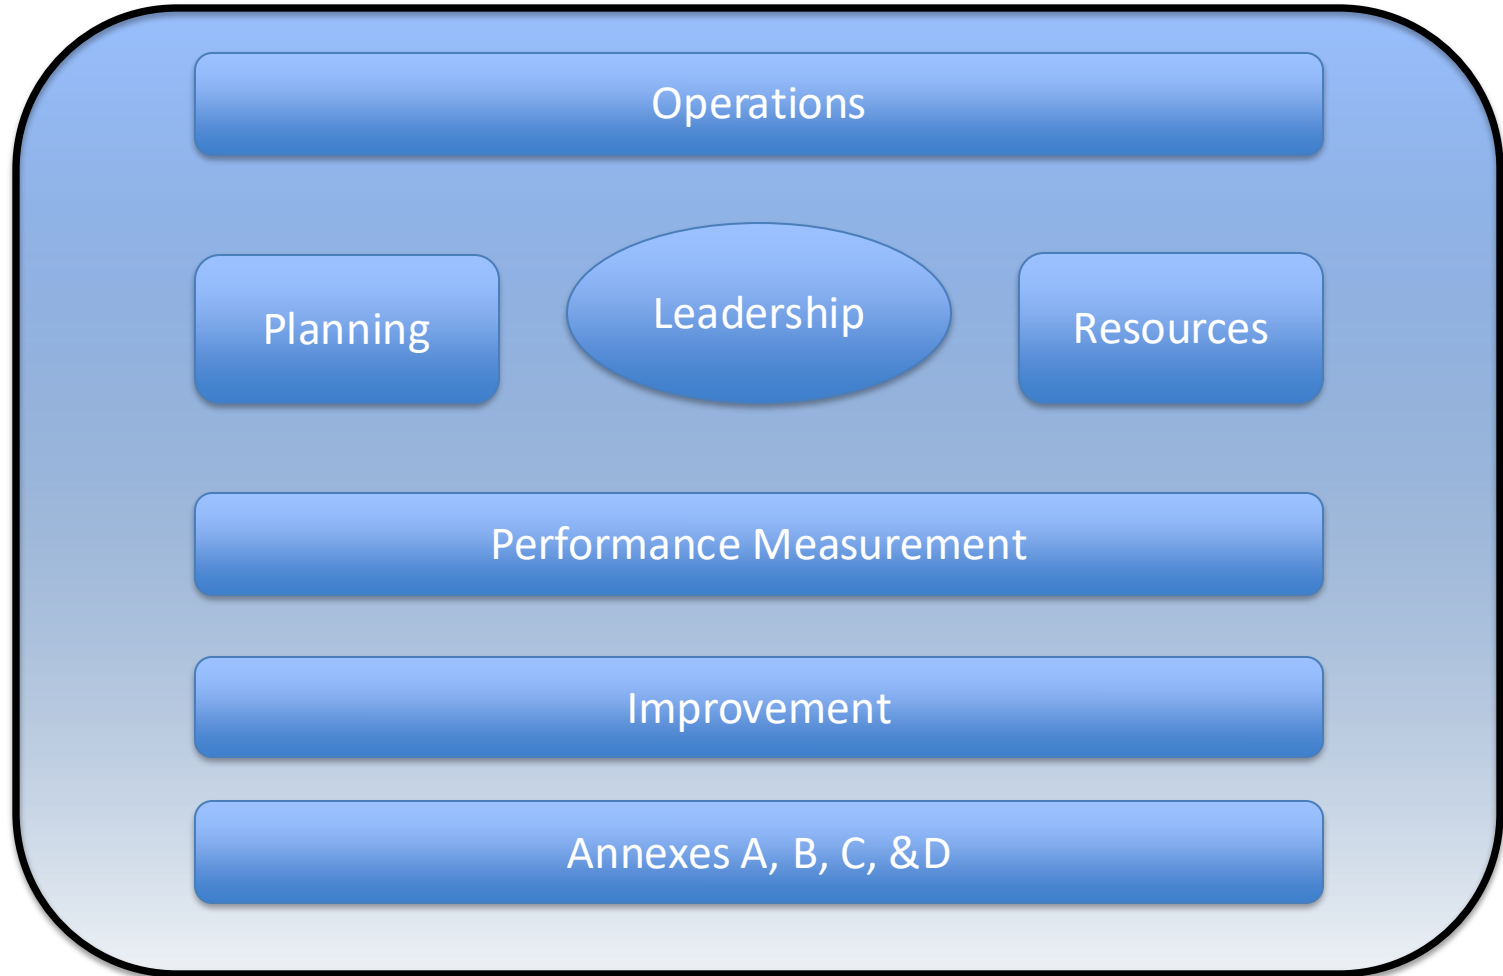 Operations
Planning
Leadership
Resources
Performance Measurement
Improvement
Annexes A, B, C, &D